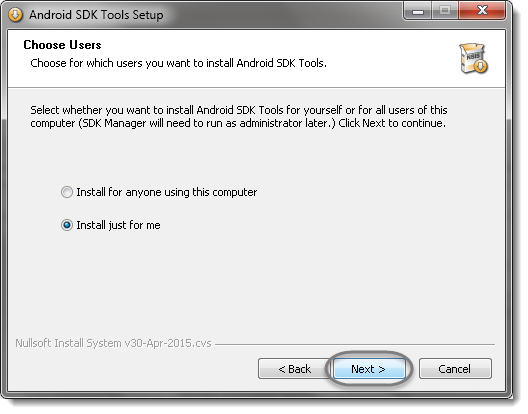 Android SDK Tools Setup
Choose Users
Choose for which users you want to install Android SDK Tools.
NSIS
Select whether you want to install Android SDK Tools for yourself or for all users of this
computer (SDK Manager will need to run as administrator later.) Click Next to continue.
Install for anyone using this computer
Install just for me
Nullsoft Install System v30-Apr-2015.cvs
< Back
Next >
Cancel